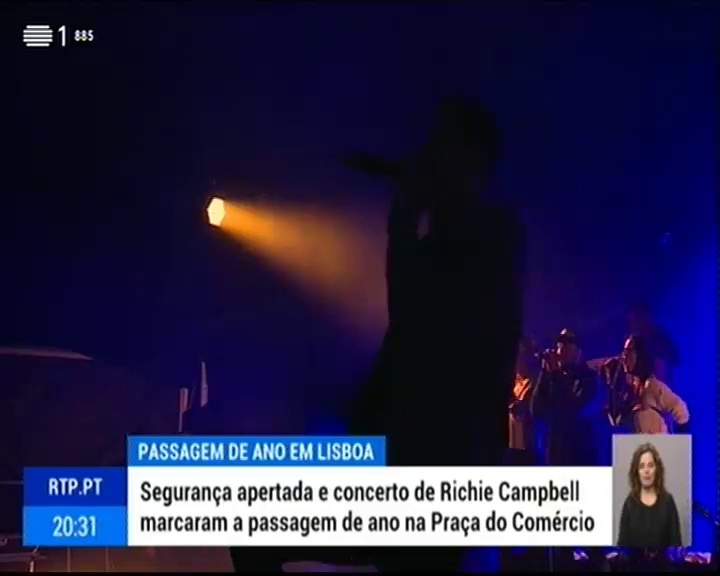 1 885
PASSAGEM DE ANO EM LISBOA
RTP.PT
Segurança apertada e concerto de Richie Campbell
20:31
marcaram a passagem de ano na Praça do Comércio